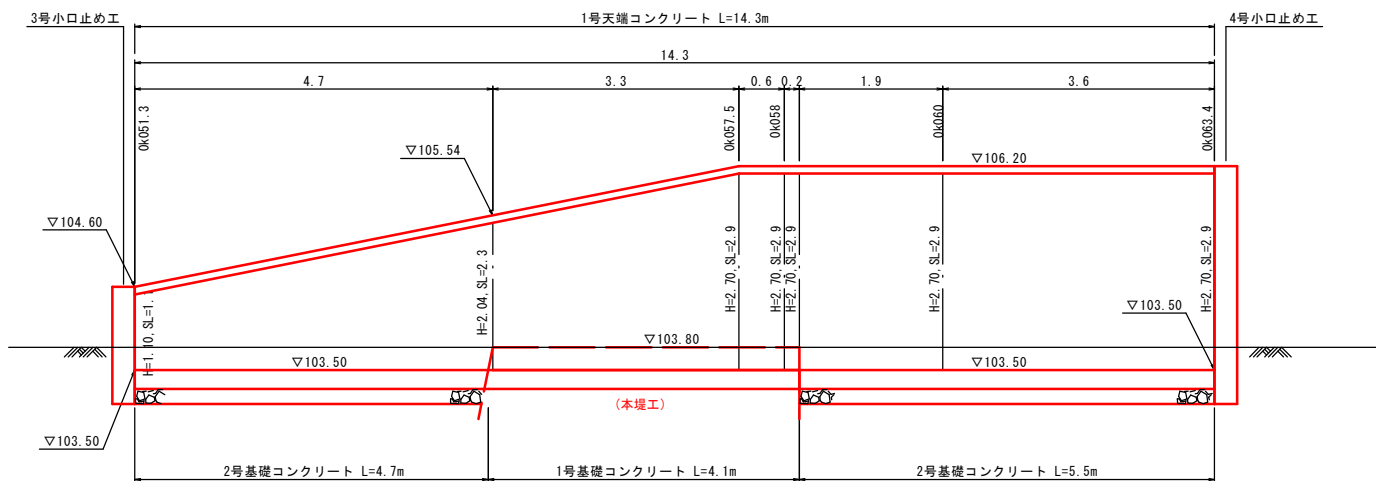 3号小口止め工
1号天端コンクリート L=14.3m
4号小口止め工
14.3
4.7
3.3
0.6
0.2
1.9
3.6
0k051.3
0k057.5
0k058
0k060
0k063.4
▽105.54
▽106.20
▽104.60
H=1.10,SL=1.
H=2.04,SL=2.3
H=2.70,SL=2.9
H=2.70,SL=2.9
H=2.70,SL=2.9
H=2.70,SL=2.9
H=2.70,SL=2.9
▽103.50
▽103.80
▽103.50
▽103.50
(本堤工)
▽103.50
2号基礎コンクリート L=4.7m
1号基礎コンクリート L=4.1m
2号基礎コンクリート L=5.5m